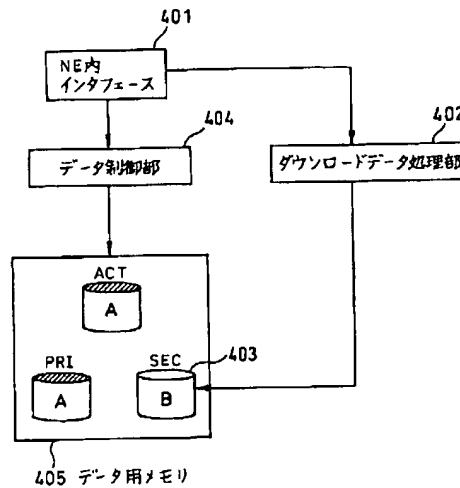 401
NE内
インタフェース
404
402
データ制御部
ダウンロードデータ処理部
ACT
A
PRI
SEC
403
A
B
405 データ用メモリ